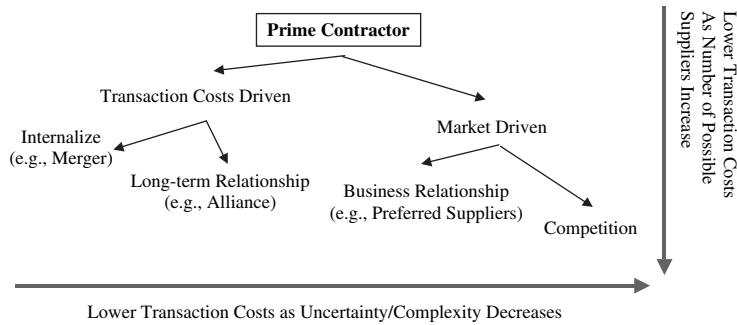 Prime Contractor
Transaction Costs Driven
Market Driven
Internalize
(e.g., Merger)
Long-term Relationship
(e.g., Alliance)
Business Relationship
(e.g., Preferred Suppliers)
Competition
Lower Transaction Costs
As Number of Possible
Suppliers Increase
Lower Transaction Costs as Uncertainty/Complexity Decreases